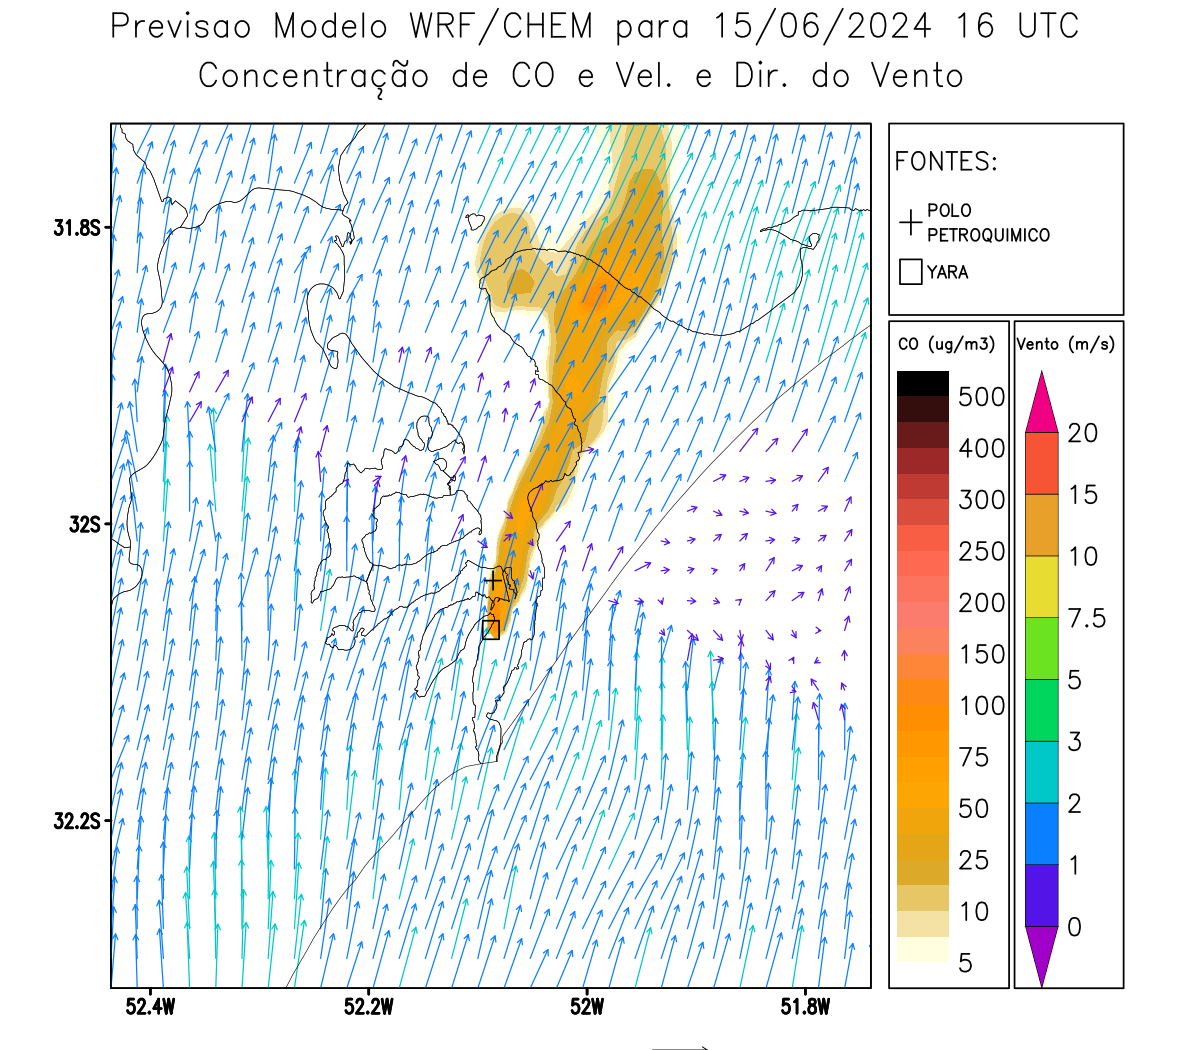 Previsao Modelo WRF/CHEM para 15/06/2024 16 UTC
Concentração de CO e Vel. e Dir. do Vento
FONTES:
POLO
PETROQUIMICO
YARA
CO (ug/m3)
500
400
300
250
200
150
100
75
50
25
10
5
Vento (m/s)
20
15
10
7.5
5
3
2
1
0
31.8S
32S
32.2S
52.4W
52.2W
52W
51.8W